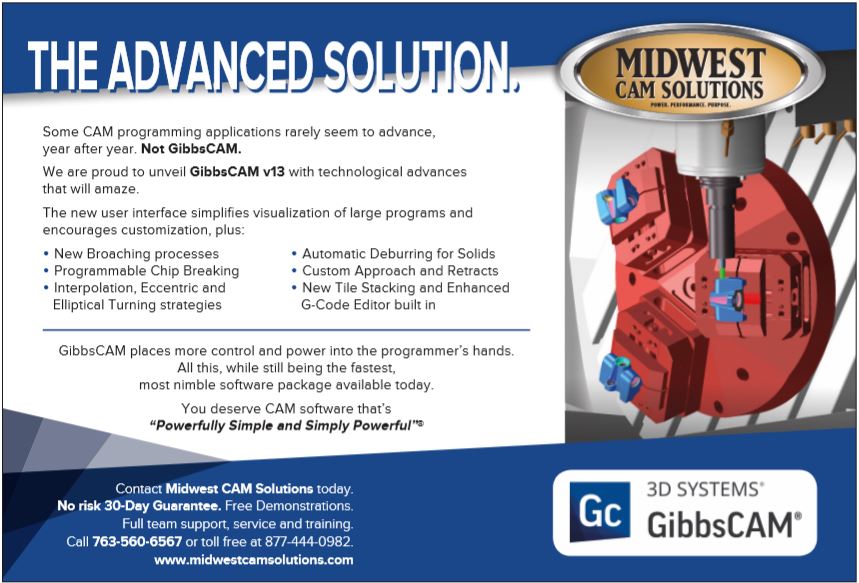 THE ADVANCED SOLUTION.
MIDWEST
CAM SOLUTIONS
POWER. PERFORMANCE. PURPOSE.
Some CAM programming applications rarely seem to advance,
year after year. Not GibbsCAM.
We are proud to unveil GibbsCAM v13 with technological advances
that will amaze.
The new user interface simplifies visualization of large programs and
encourages customization, plus:
• New Broaching processes
• Programmable Chip Breaking
• Interpolation, Eccentric and
Elliptical Turning strategies
• Automatic Deburring for Solids
• Custom Approach and Retracts
• New Tile Stacking and Enhanced
G-Code Editor built in
GibbsCAM places more control and power into the programmer's hands.
All this, while still being the fastest,
most nimble software package available today.
You deserve CAM software that's
“Powerfully Simple and Simply Powerful”®
Contact Midwest CAM Solutions today.
No risk 30-Day Guarantee. Free Demonstrations.
Full team support, service and training.
Call 763-560-6567 or toll free at 877-444-0982.
www.midwestcamsolutions.com
Gc
3D SYSTEMS®
GibbsCAM®